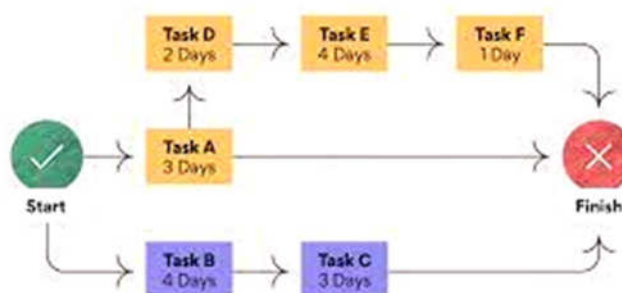 Task D
2 Days
Task E
4 Days
Task F
1 Day
Task A
3 Days
Start
Finish
Task B
4 Days
Task C
3 Days